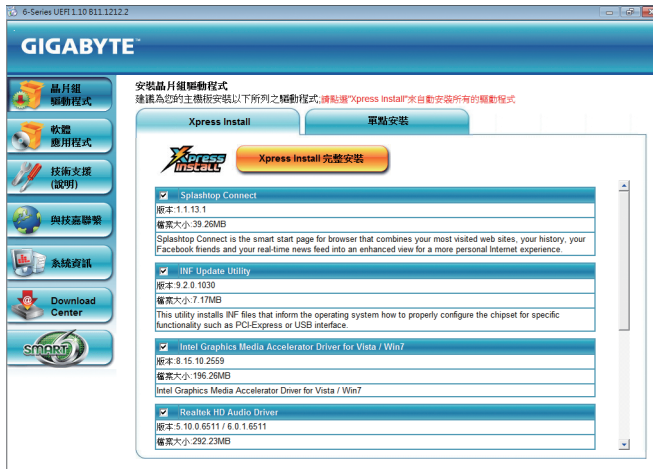 6-Series UEFI 1.10 B11.1212.2
GIGABYTE™
晶片組
驅動程式
軟體
應用程式
技術支援
(說明)
與技嘉聯繫
系統資訊
Download
Center
SMART
安裝晶片組驅動程式
建議為您的主機板安裝以下所列之驅動程式;請點選"Xpress Install"來自動安裝所有的驅動程式
Xpress Install
單點安裝
Xpress
INSTALL
Xpress Install 完整安裝
Splashtop Connect
版本:1.1.13.1
檔案大小:39.26MB
Splashtop Connect is the smart start page for browser that combines your most visited web sites, your history, your
Facebook friends and your real-time news feed into an enhanced view for a more personal Internet experience.
INF Update Utility
版本:9.2.0.1030
檔案大小:7.17MB
This utility installs INF files that inform the operating system how to properly configure the chipset for specific
functionality such as PCI-Express or USB interface.
Intel Graphics Media Accelerator Driver for Vista / Win7
版本:8.15.10.2559
檔案大小:196.26MB
Intel Graphics Media Accelerator Driver for Vista / Win7
Realtek HD Audio Driver
版本:5.10.0.6511 / 6.0.1.6511
檔案大小:292.23MB